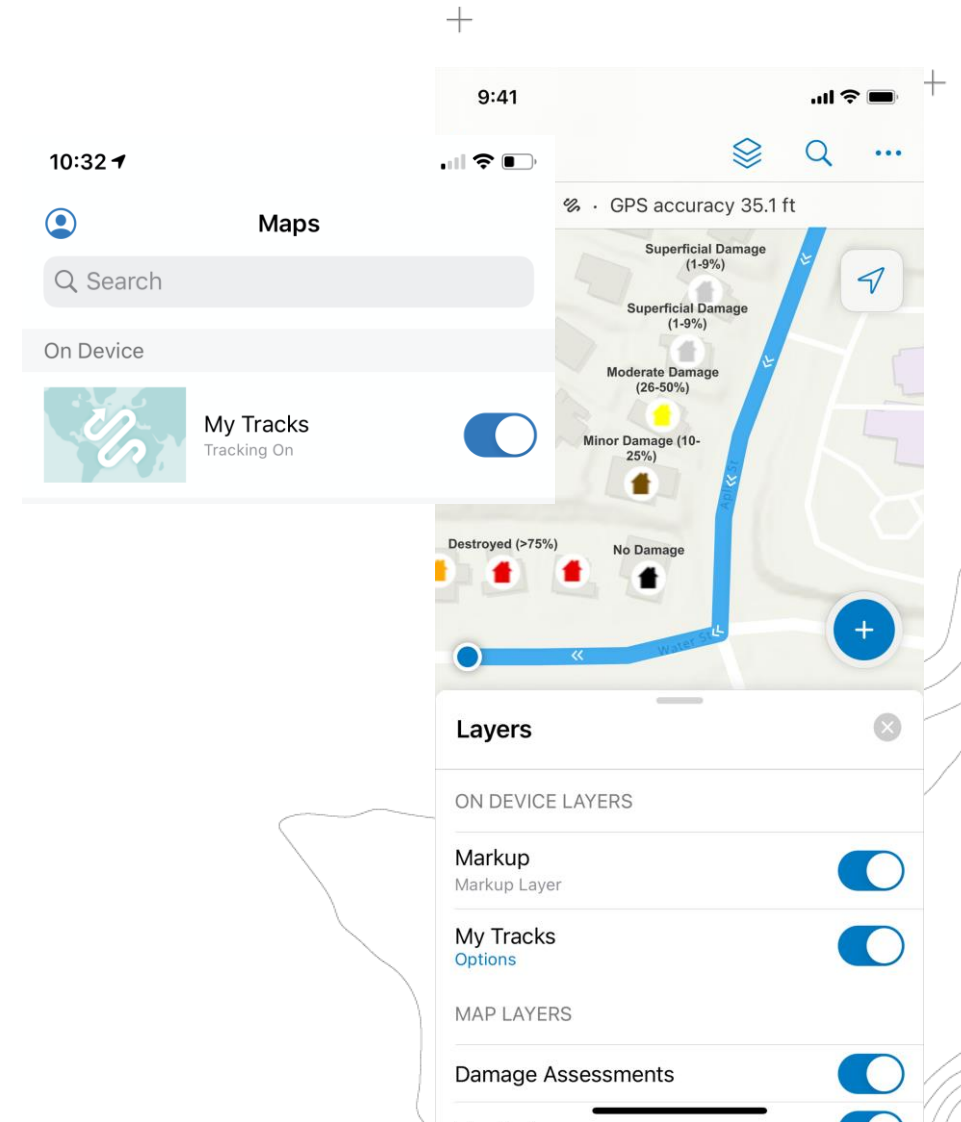 9:41
10:32
Maps
Search
On Device
My Tracks
Tracking On
· GPS accuracy 35.1 ft
Superficial Damage
(1-9%)
Superficial Damage
(1-9%)
Moderate Damage
(26-50%)
Minor Damage (10-
25%)
Destroyed (>75%)
No Damage
Water St
Layers
ON DEVICE LAYERS
Markup
Markup Layer
My Tracks
Options
MAP LAYERS
Damage Assessments